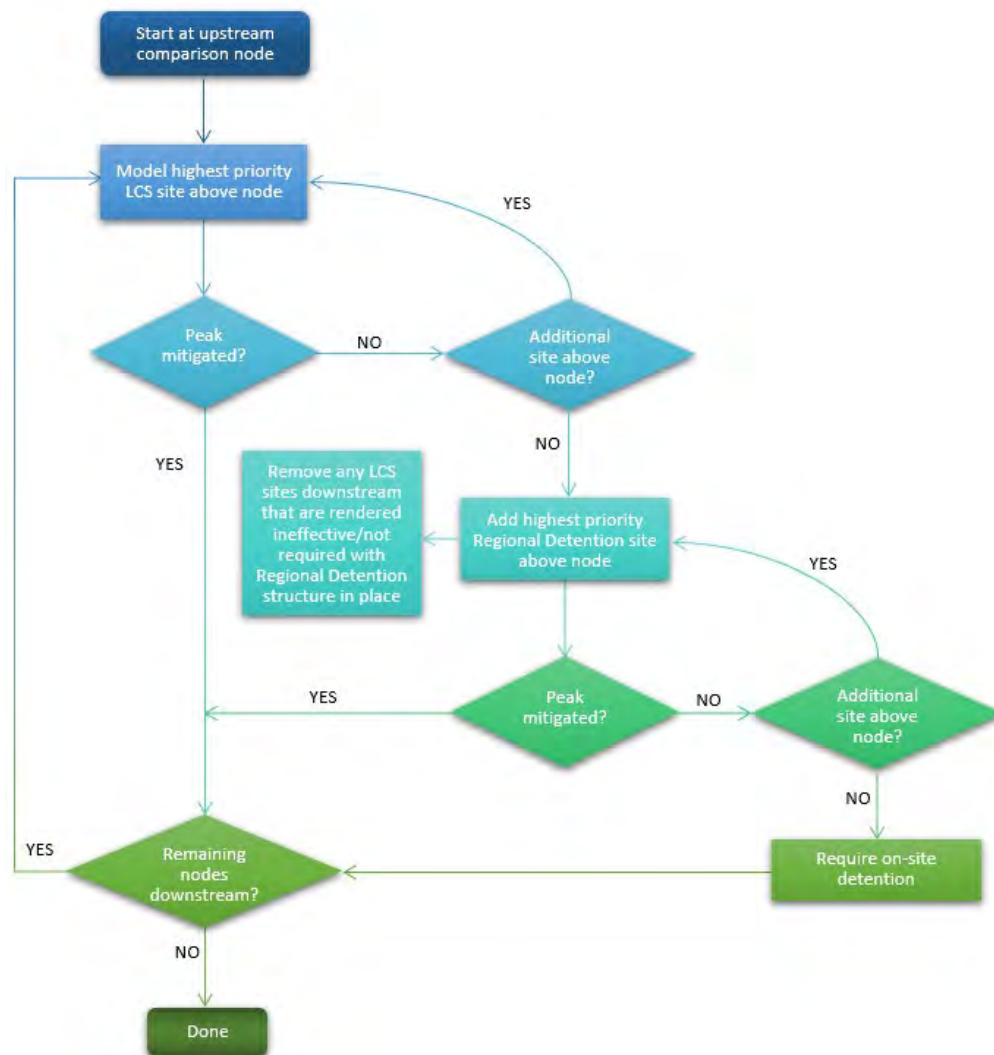 Start at upstream
comparison node
Model highest priority
LCS site above node
YES
Peak
mitigated?
NO
Additional
site above
node?
YES
NO
Remove any LCS
sites downstream
that are rendered
ineffective/not
required with
Regional Detention
structure in place
Add highest priority
Regional Detention site
above node
YES
YES
Peak
mitigated?
NO
Additional
site above
node?
NO
YES
Remaining
nodes
downstream?
Require on-site
detention
NO
Done